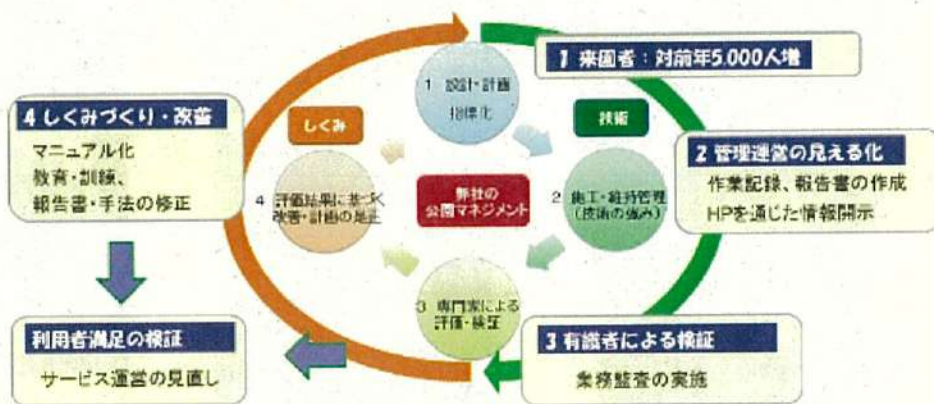 1 来園者：対前年5,000人増
1 設計・計画
指標化
4 しくみづくり・改善
マニュアル化
教育・訓練、
報告書・手法の修正
しくみ
技術
2 管理運営の見える化
作業記録、報告書の作成
HPを通じた情報開示
4 評価結果に基づく
改善・計画の是正
弊社の
公園マネジメント
2 施工・維持管理
(技術の強み)
3 専門家による
評価・検証
利用者満足の検証
サービス運営の見直し
3 有識者による検証
業務監査の実施